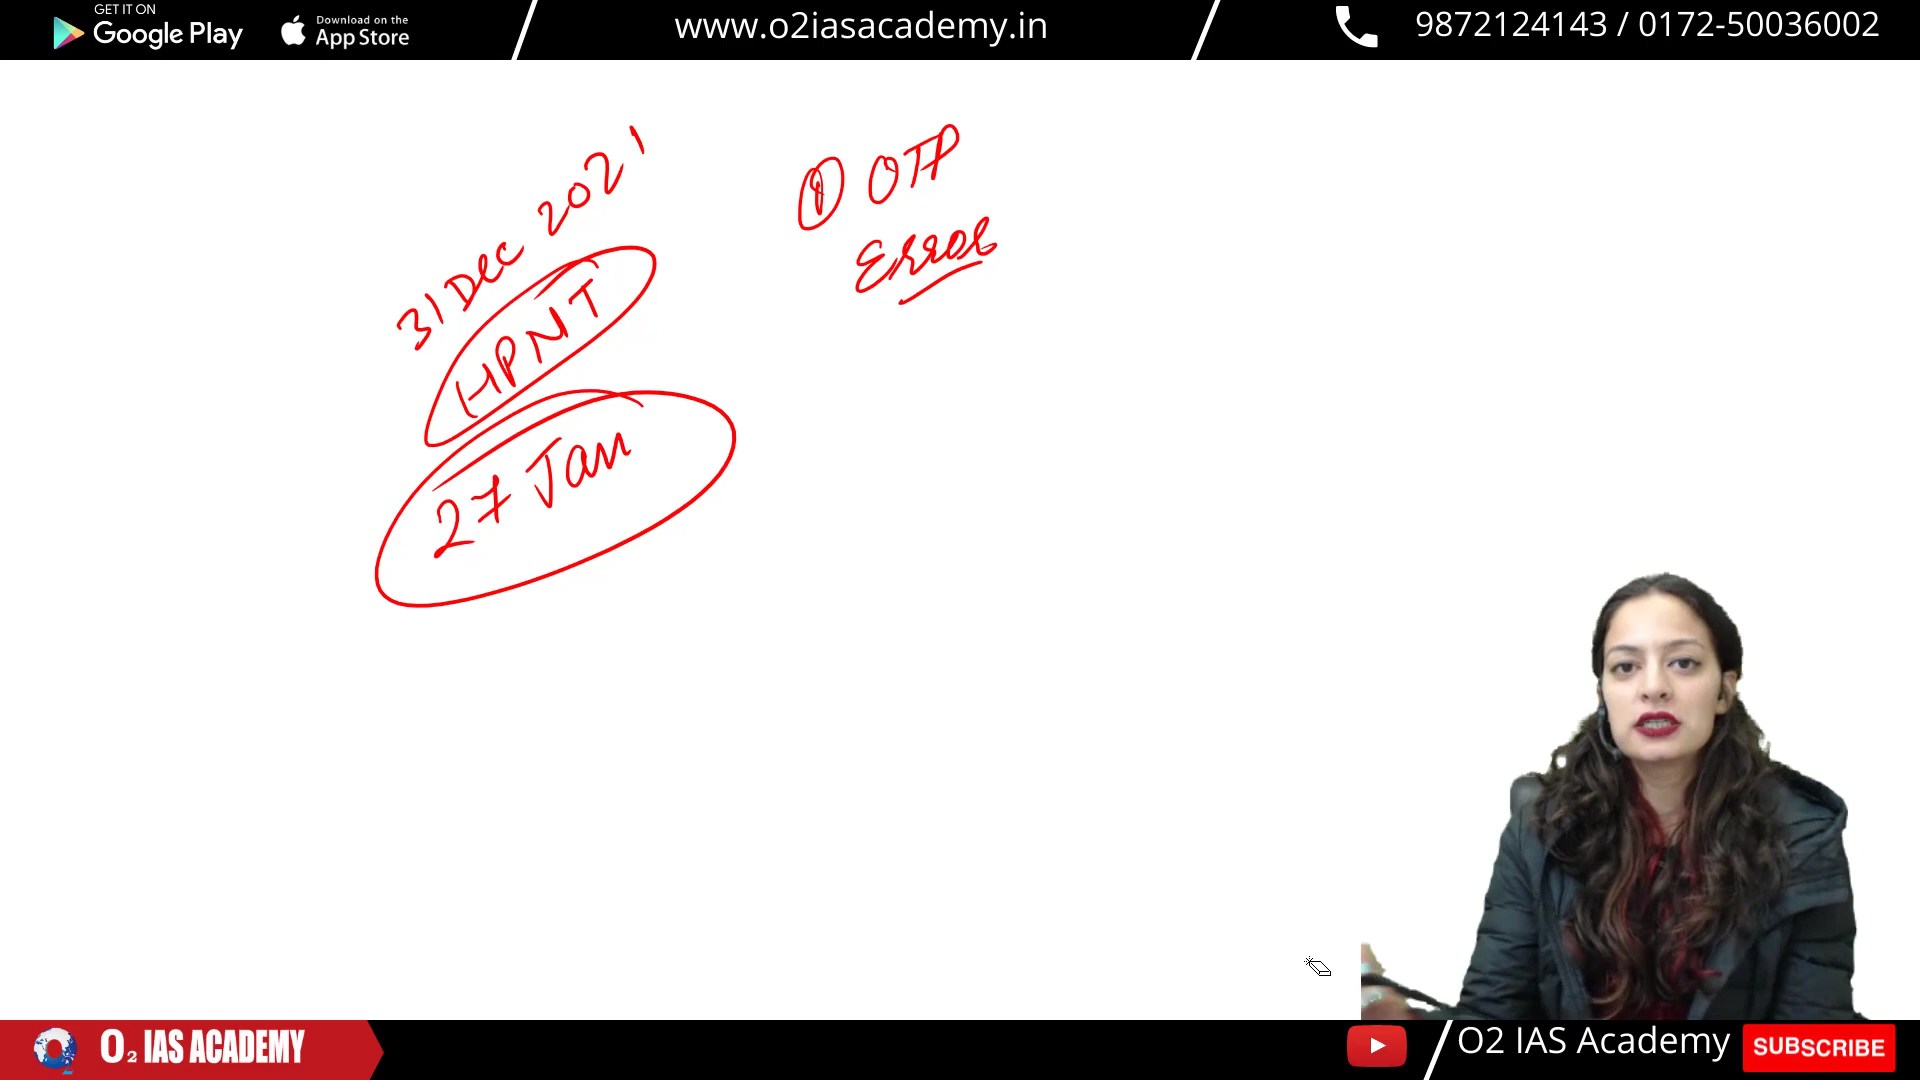 GET IT ON
Google Play
Download on the
App Store
www.o2iasacademy.in
9872124143 / 0172-50036002
31 Dec 2021
HPNT
27 Jan
① OTP
Error
O2 IAS ACADEMY
O2 IAS Academy
SUBSCRIBE